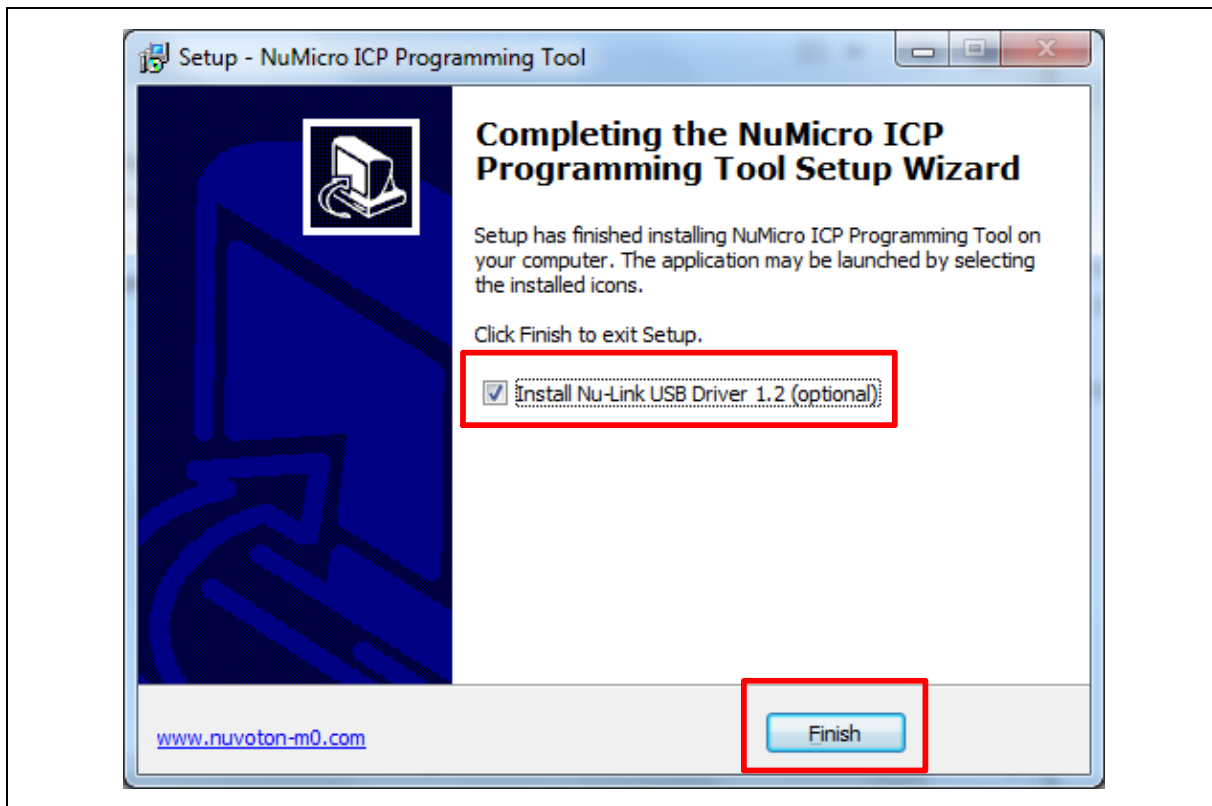 Setup - NuMicro ICP Programming Tool
Completing the NuMicro ICP
Programming Tool Setup Wizard
Setup has finished installing NuMicro ICP Programming Tool on
your computer. The application may be launched by selecting
the installed icons.
Click Finish to exit Setup.
Install Nu-Link USB Driver 1.2 (optional)
www.nuvoton-m0.com
Finish